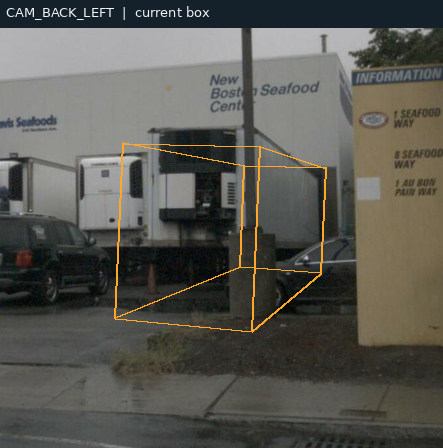 CAM_BACK_LEFT | current box
New
Boston Seafood
Center
Seafoods
INFORMATION
1 SEAFOOD
WAY
8 SEAFOOD
WAY
1 AU BON
PAIN WAY